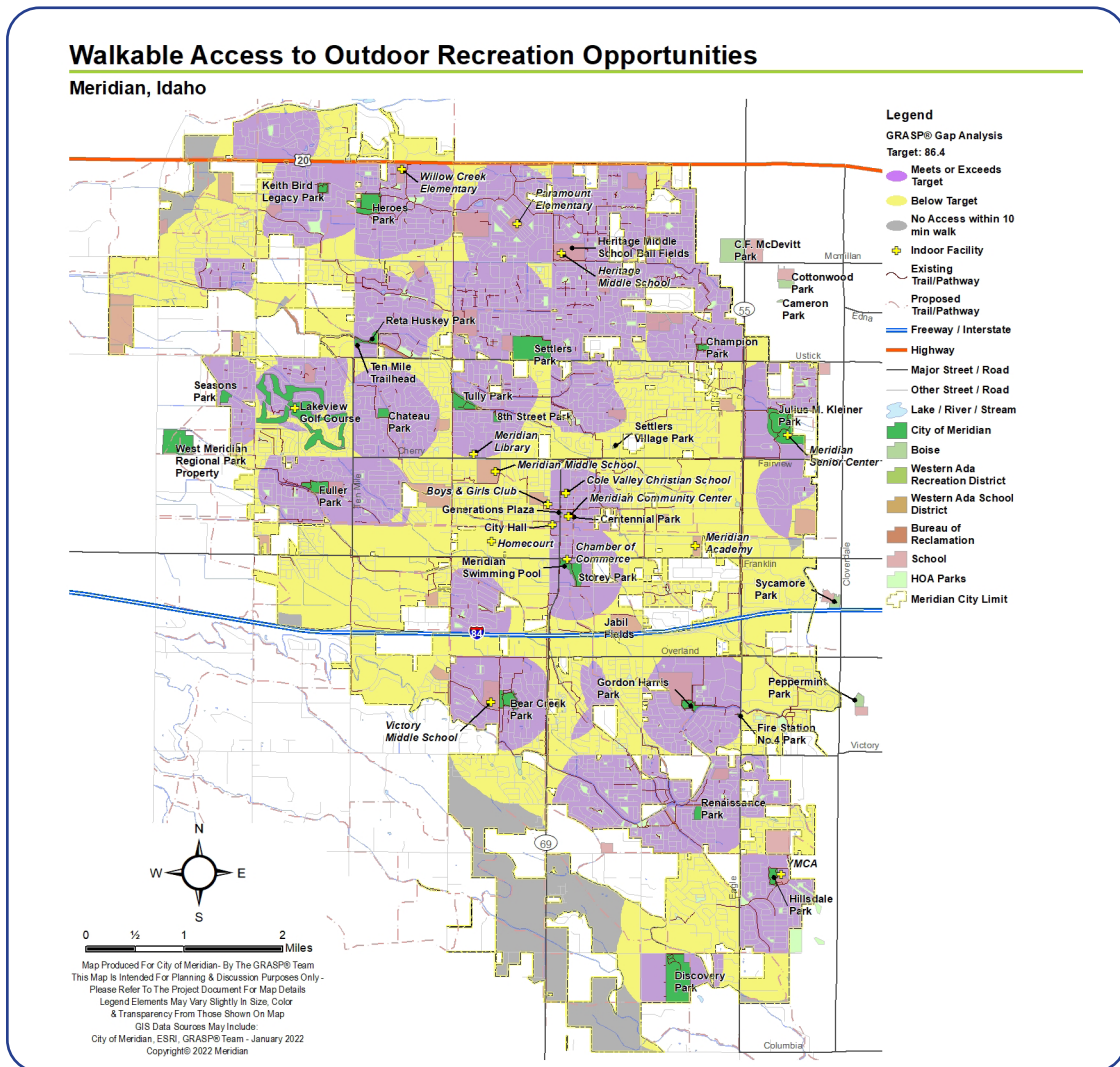 Walkable Access to Outdoor Recreation Opportunities
Meridian, Idaho
Legend
GRASP® Gap Analysis
Target: 86.4
Meets or Exceeds
Target
Below Target
No Access within 10
min walk
Indoor Facility
Existing
Trail/Pathway
Proposed
Trail/Pathway
Freeway / Interstate
Highway
Major Street / Road
Other Street / Road
Lake / River / Stream
City of Meridian
Boise
Western Ada
Recreation District
Western Ada School
District
Bureau of
Reclamation
School
HOA Parks
Meridian City Limit
20
Willow Creek
Elementary
Keith Bird
Legacy Park
Heroes
Park
Paramount
Elementary
Heritage Middle
School Ball Fields
Heritage
Middle School
C.F. McDevitt
Park
Mcmillan
Cottonwood
Park
Cameron
Park
Edna
55
Reta Huskey Park
Ten Mile
Trailhead
Settlers
Park
Champion
Park
Ustick
Seasons
Park
Lakeview
Golf Course
Chateau
Park
Tully Park
8th Street Park
Settlers
Village Park
Julius M. Kleiner
Park
Meridian
Senior Center
West Meridian
Regional Park
Property
Cherry
Meridian
Library
Fairview
Meridian Middle School
Cole Valley Christian School
Boys & Girls Club
Meridian Community Center
Generations Plaza
Centennial Park
Fuller
Park
Ten Mile
City Hall
Homecourt
Chamber of
Commerce
Meridian
Academy
Meridian
Swimming Pool
Storey Park
Franklin
Cloverdale
Sycamore
Park
Jabil
Fields
84
Overland
Gordon Harris
Park
Peppermint
Park
Bear Creek
Park
Victory
Middle School
Fire Station
No.4 Park
Victory
Renaissance
Park
69
Eagle
YMCA
Hillsdale
Park
Discovery
Park
Columbia
N
W
E
S
0 ½ 1 2
Miles
Map Produced For City of Meridian- By The GRASP® Team
This Map Is Intended For Planning & Discussion Purposes Only -
Please Refer To The Project Document For Map Details
Legend Elements May Vary Slightly In Size, Color
& Transparency From Those Shown On Map
GIS Data Sources May Include:
City of Meridian, ESRI, GRASP® Team - January 2022
Copyright© 2022 Meridian